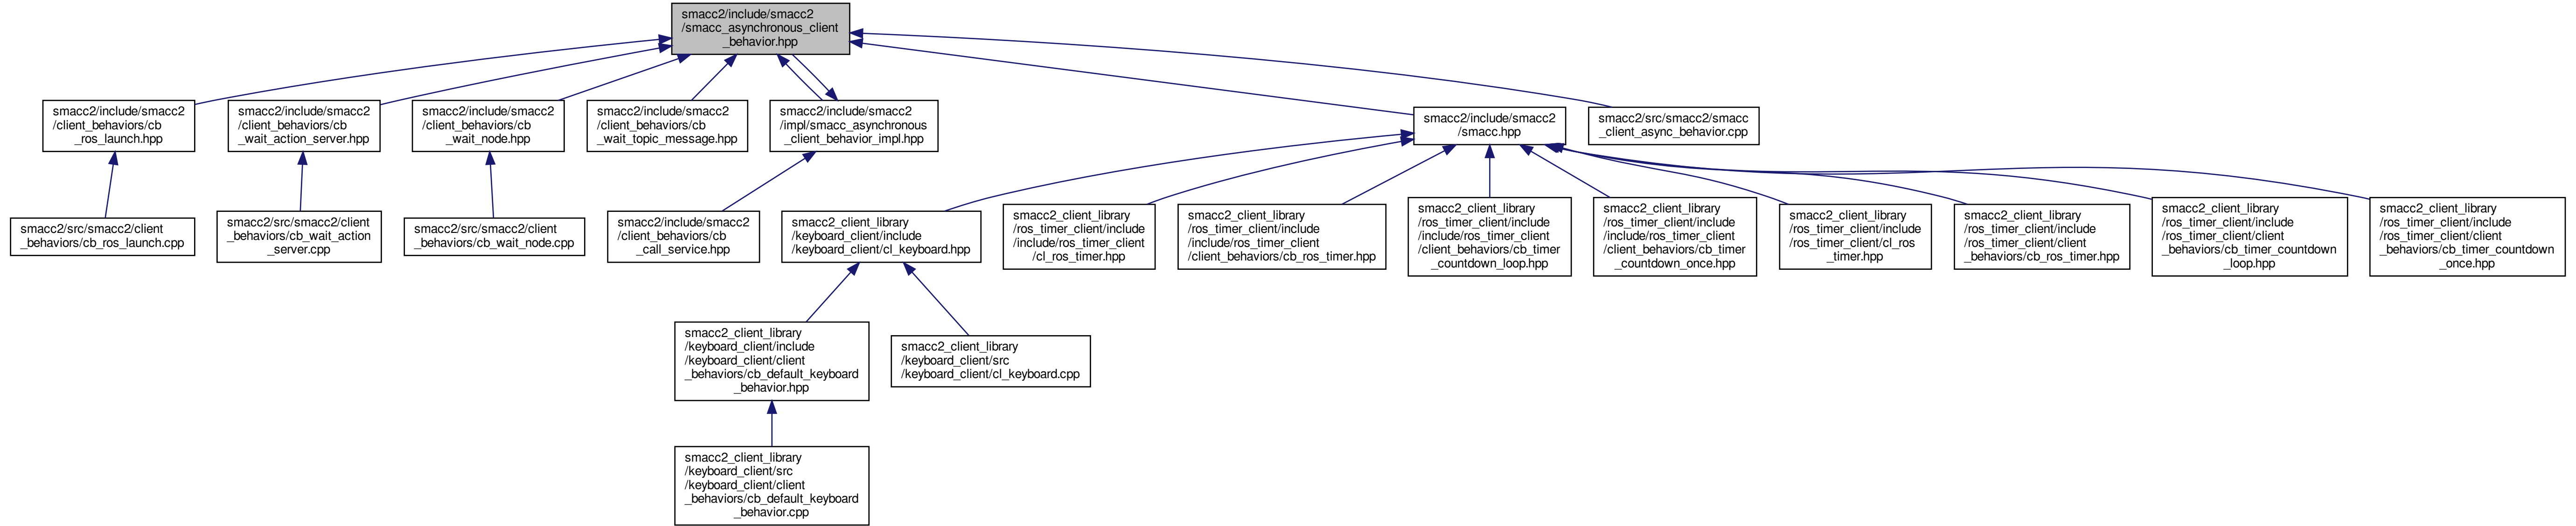 smacc2/include/smacc2
/smacc_asynchronous_client
_behavior.hpp
smacc2/include/smacc2
/client_behaviors/cb
_ros_launch.hpp
smacc2/include/smacc2
/client_behaviors/cb
_wait_action_server.hpp
smacc2/include/smacc2
/client_behaviors/cb
_wait_node.hpp
smacc2/include/smacc2
/client_behaviors/cb
_wait_topic_message.hpp
smacc2/include/smacc2
/impl/smacc_asynchronous
_client_behavior_impl.hpp
smacc2/include/smacc2
/smacc.hpp
smacc2/src/smacc2/smacc
_client_async_behavior.cpp
smacc2/src/smacc2/client
_behaviors/cb_ros_launch.cpp
smacc2/src/smacc2/client
_behaviors/cb_wait_action
_server.cpp
smacc2/src/smacc2/client
_behaviors/cb_wait_node.cpp
smacc2/include/smacc2
/client_behaviors/cb
_call_service.hpp
smacc2_client_library
/keyboard_client/include
/keyboard_client/cl_keyboard.hpp
smacc2_client_library
/ros_timer_client/include
/include/ros_timer_client
/cl_ros_timer.hpp
smacc2_client_library
/ros_timer_client/include
/include/ros_timer_client
/client_behaviors/cb_ros_timer.hpp
smacc2_client_library
/ros_timer_client/include
/include/ros_timer_client
/client_behaviors/cb_timer
_countdown_loop.hpp
smacc2_client_library
/ros_timer_client/include
/include/ros_timer_client
/client_behaviors/cb_timer
_countdown_once.hpp
smacc2_client_library
/ros_timer_client/include
/ros_timer_client/cl_ros
_timer.hpp
smacc2_client_library
/ros_timer_client/include
/ros_timer_client/client
_behaviors/cb_ros_timer.hpp
smacc2_client_library
/ros_timer_client/include
/ros_timer_client/client
_behaviors/cb_timer_countdown
_loop.hpp
smacc2_client_library
/ros_timer_client/include
/ros_timer_client/client
_behaviors/cb_timer_countdown
_once.hpp
smacc2_client_library
/keyboard_client/include
/keyboard_client/client
_behaviors/cb_default_keyboard
_behavior.hpp
smacc2_client_library
/keyboard_client/src
/keyboard_client/cl_keyboard.cpp
smacc2_client_library
/keyboard_client/src
/keyboard_client/client
_behaviors/cb_default_keyboard
_behavior.cpp